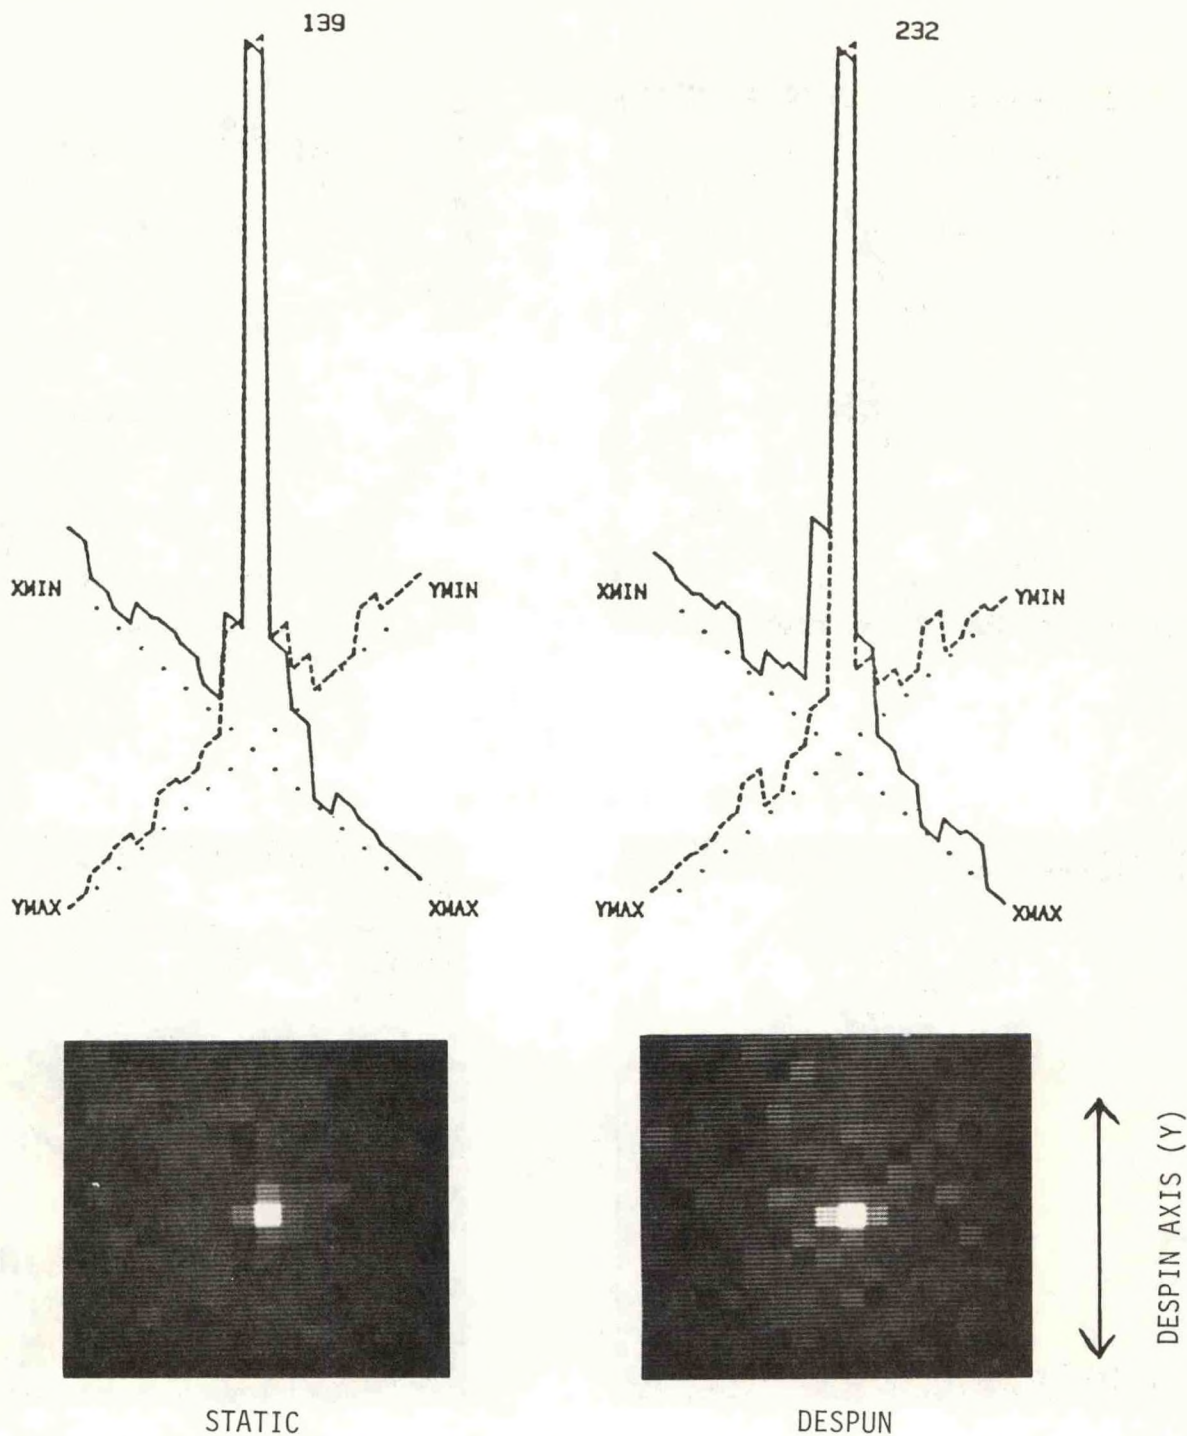 139
232
XMIN
YMIN
XMIN
YMIN
YMAX
XMAX
YMAX
XMAX
DESPIN AXIS (Y)
STATIC
DESPUN